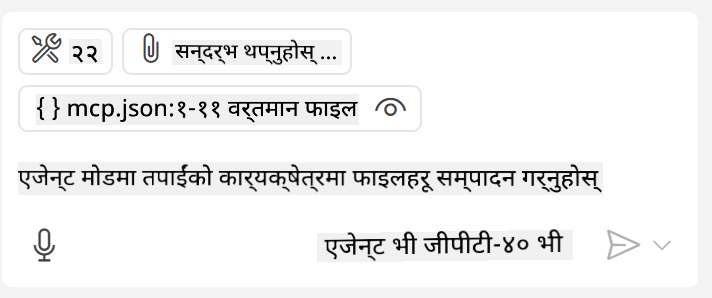 २२ सन्दर्भ थप्नुहोस् ...
{ } mcp.json:१-११ वर्तमान फाइल
एजेन्ट मोडमा तपाईंको कार्यक्षेत्रमा फाइलहरू सम्पादन गर्नुहोस्
एजेन्ट भी जीपीटी-४० भी